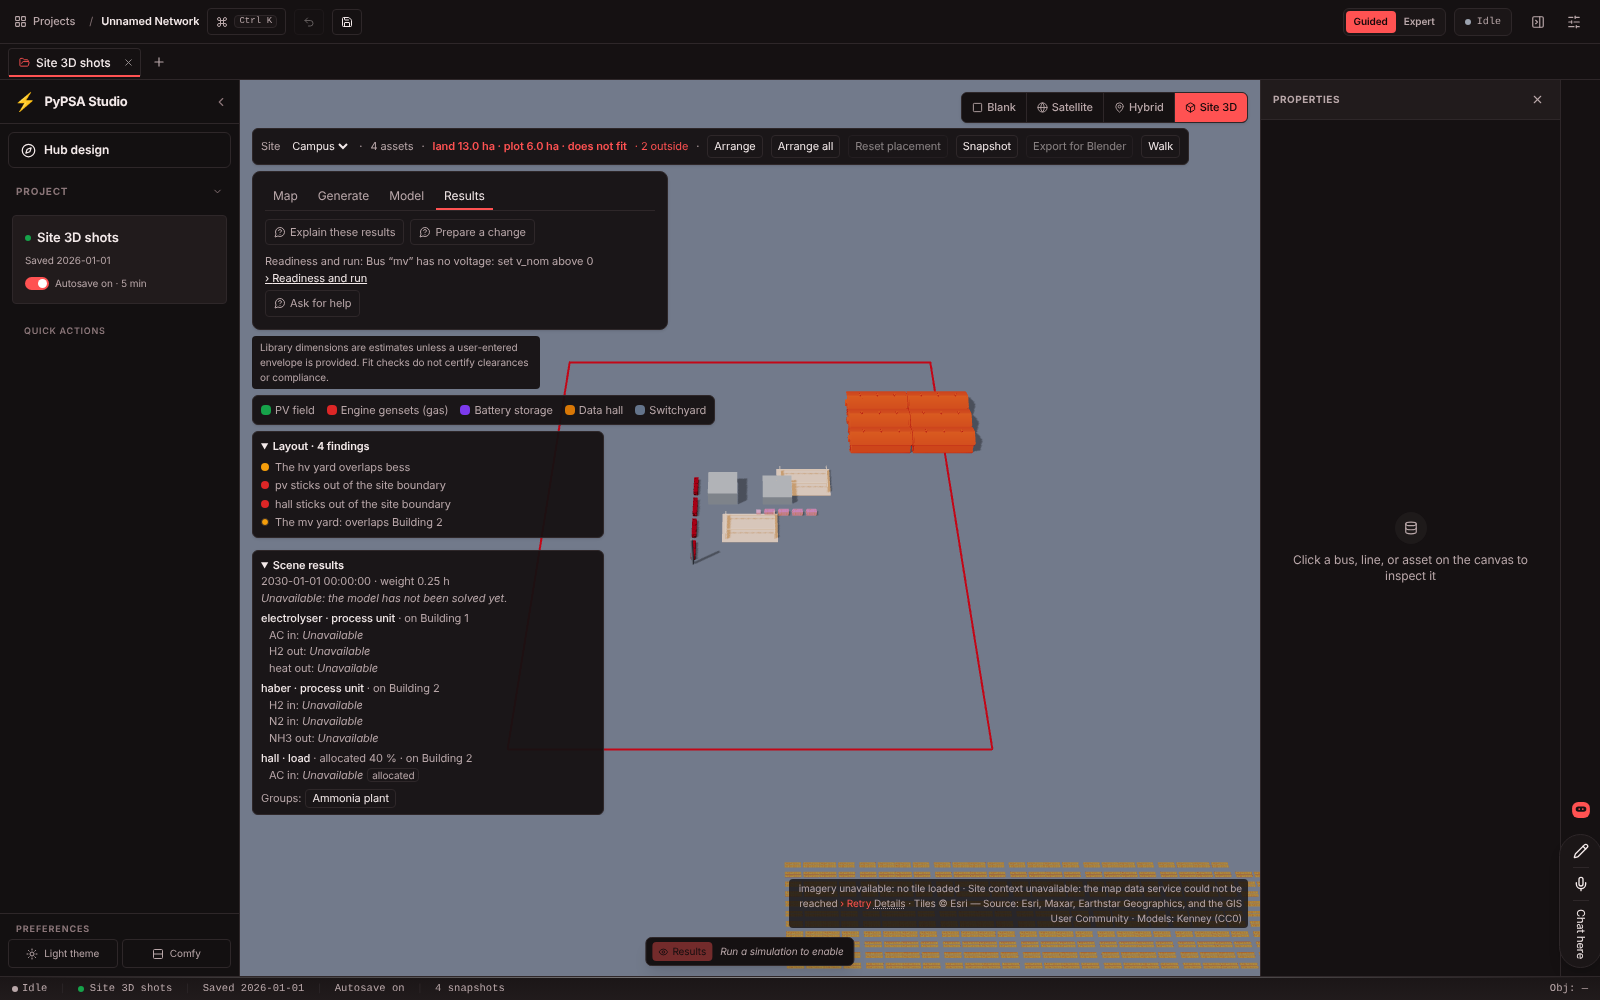 Projects / Unnamed Network Ctrl K
Guided Expert Idle
Site 3D shots
PyPSA Studio
Hub design
PROJECT
Site 3D shots
Saved 2026-01-01
Autosave on · 5 min
QUICK ACTIONS
PREFERENCES
Light theme Comfy
Blank Satellite Hybrid Site 3D
Site Campus · 4 assets · land 13.0 ha · plot 6.0 ha · does not fit · 2 outside · Arrange Arrange all Reset placement Snapshot Export for Blender Walk
Map Generate Model Results
Explain these results Prepare a change
Readiness and run: Bus “mv” has no voltage: set v_nom above 0
› Readiness and run
Ask for help
Library dimensions are estimates unless a user-entered
envelope is provided. Fit checks do not certify clearances
or compliance.
PV field Engine gensets (gas) Battery storage Data hall Switchyard
▼ Layout · 4 findings
The hv yard overlaps bess
pv sticks out of the site boundary
hall sticks out of the site boundary
The mv yard: overlaps Building 2
▼ Scene results
2030-01-01 00:00:00 · weight 0.25 h
Unavailable: the model has not been solved yet.
electrolyser · process unit · on Building 1
AC in: Unavailable
H2 out: Unavailable
heat out: Unavailable
haber · process unit · on Building 2
H2 in: Unavailable
N2 in: Unavailable
NH3 out: Unavailable
hall · load · allocated 40 % · on Building 2
AC in: Unavailable allocated
Groups: Ammonia plant
imagery unavailable: no tile loaded · Site context unavailable: the map data service could not be
reached › Retry Details · Tiles © Esri — Source: Esri, Maxar, Earthstar Geographics, and the GIS
User Community · Models: Kenney (CC0)
Results Run a simulation to enable
PROPERTIES
Click a bus, line, or asset on the canvas to
inspect it
Chat here
Idle Site 3D shots Saved 2026-01-01 Autosave on 4 snapshots Obj: —